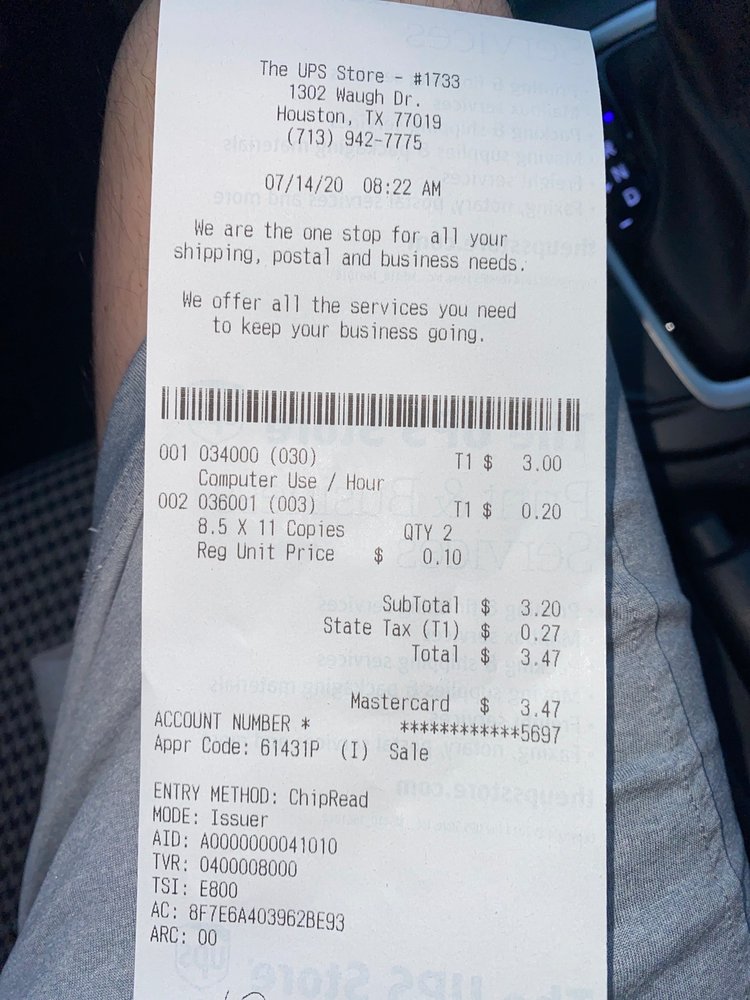 The UPS Store - #1733
1302 Waugh Dr.
Houston, TX 77019
(713) 942-7775
07/14/20 08:22 AM
We are the one stop for all your
shipping, postal and business needs.
We offer all the services you need
to keep your business going.
001 034000 (030) T1 $ 3.00
Computer Use / Hour
002 036001 (003) T1 $ 0.20
8.5 X 11 Copies QTY 2
Reg Unit Price $ 0.10
SubTotal $ 3.20
State Tax (T1) $ 0.27
Total $ 3.47
Mastercard $ 3.47
ACCOUNT NUMBER * ************5697
Appr Code: 61431P (I) Sale
ENTRY METHOD: ChipRead
MODE: Issuer
AID: A0000000041010
TVR: 0400008000
TSI: E800
AC: 8F7E6A403962BE93
ARC: 00
R
N
D